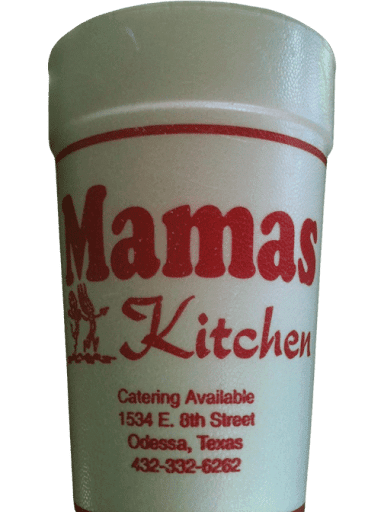 Mamas
Kitchen
Catering Available
1534 E. 8th Street
Odessa, Texas
432-332-6262